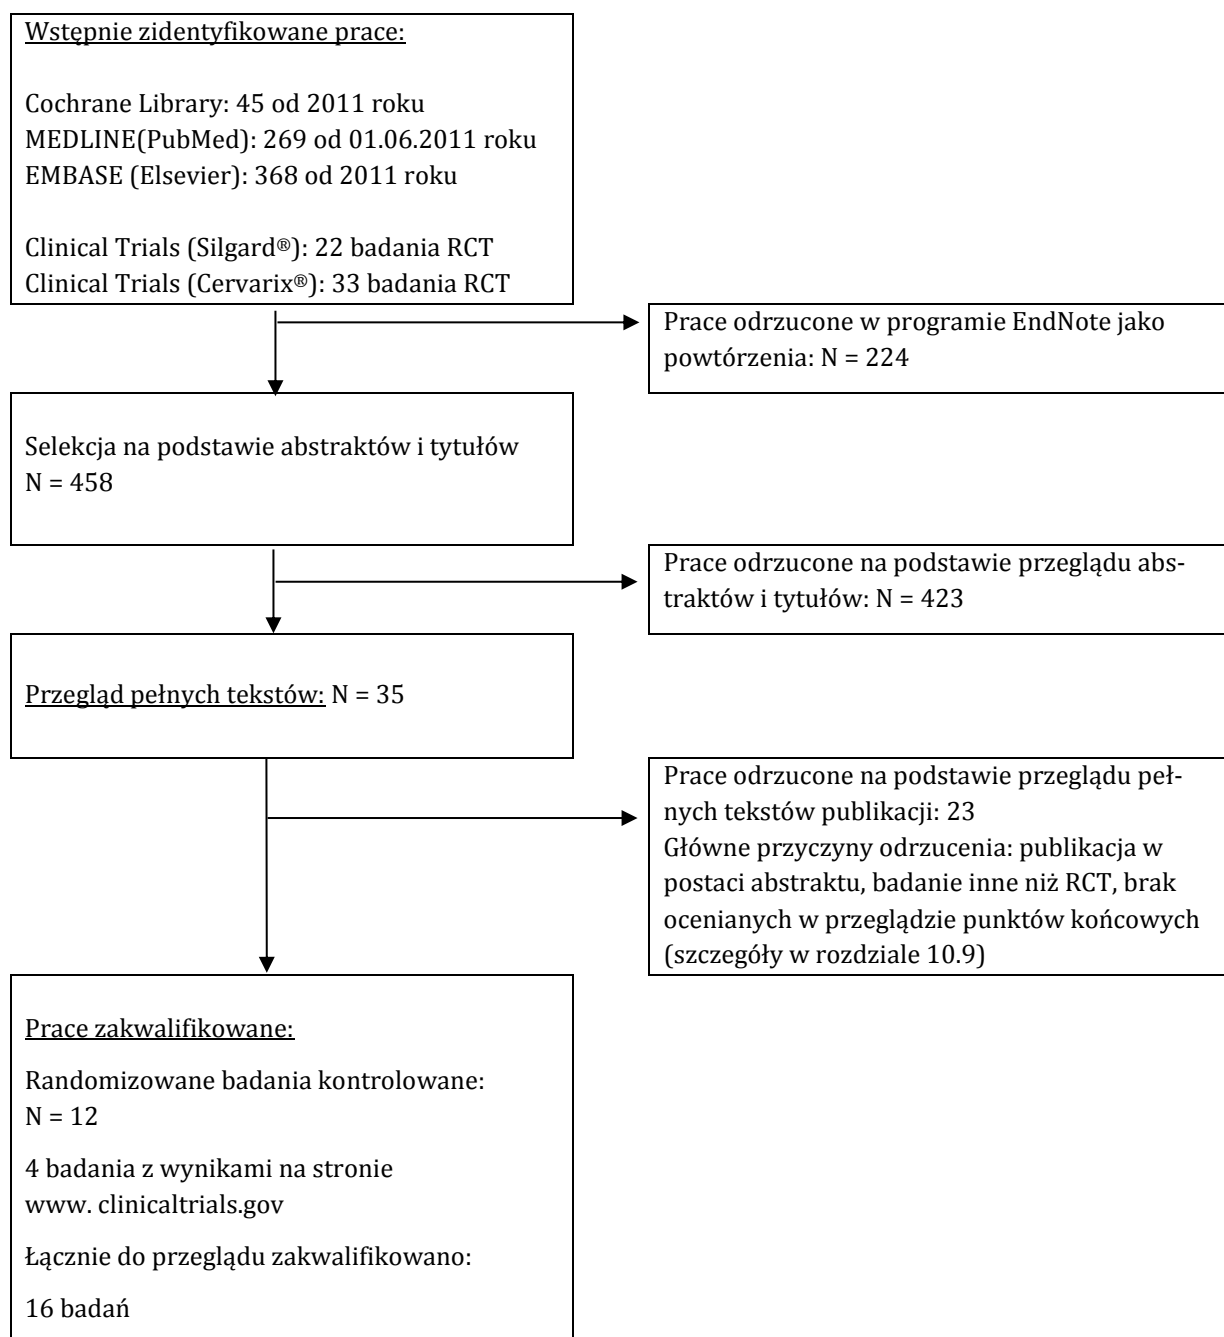 Wstępnie zidentyfikowane prace:
Cochrane Library: 45 od 2011 roku
MEDLINE(PubMed): 269 od 01.06.2011 roku
EMBASE (Elsevier): 368 od 2011 roku
Clinical Trials (Silgard®): 22 badania RCT
Clinical Trials (Cervarix®): 33 badania RCT
Prace odrzucone w programie EndNote jako
powtórzenia: N = 224
Selekcja na podstawie abstraktów i tytułów
N = 458
Prace odrzucone na podstawie przeglądu abs-
traktów i tytułów: N = 423
Przegląd pełnych tekstów: N = 35
Prace odrzucone na podstawie przeglądu peł-
nych tekstów publikacji: 23
Główne przyczyny odrzucenia: publikacja w
postaci abstraktu, badanie inne niż RCT, brak
ocenianych w przeglądzie punktów końcowych
(szczegóły w rozdziale 10.9)
Prace zakwalifikowane:
Randomizowane badania kontrolowane:
N = 12
4 badania z wynikami na stronie
www. clinicaltrials.gov
Łącznie do przeglądu zakwalifikowano:
16 badań